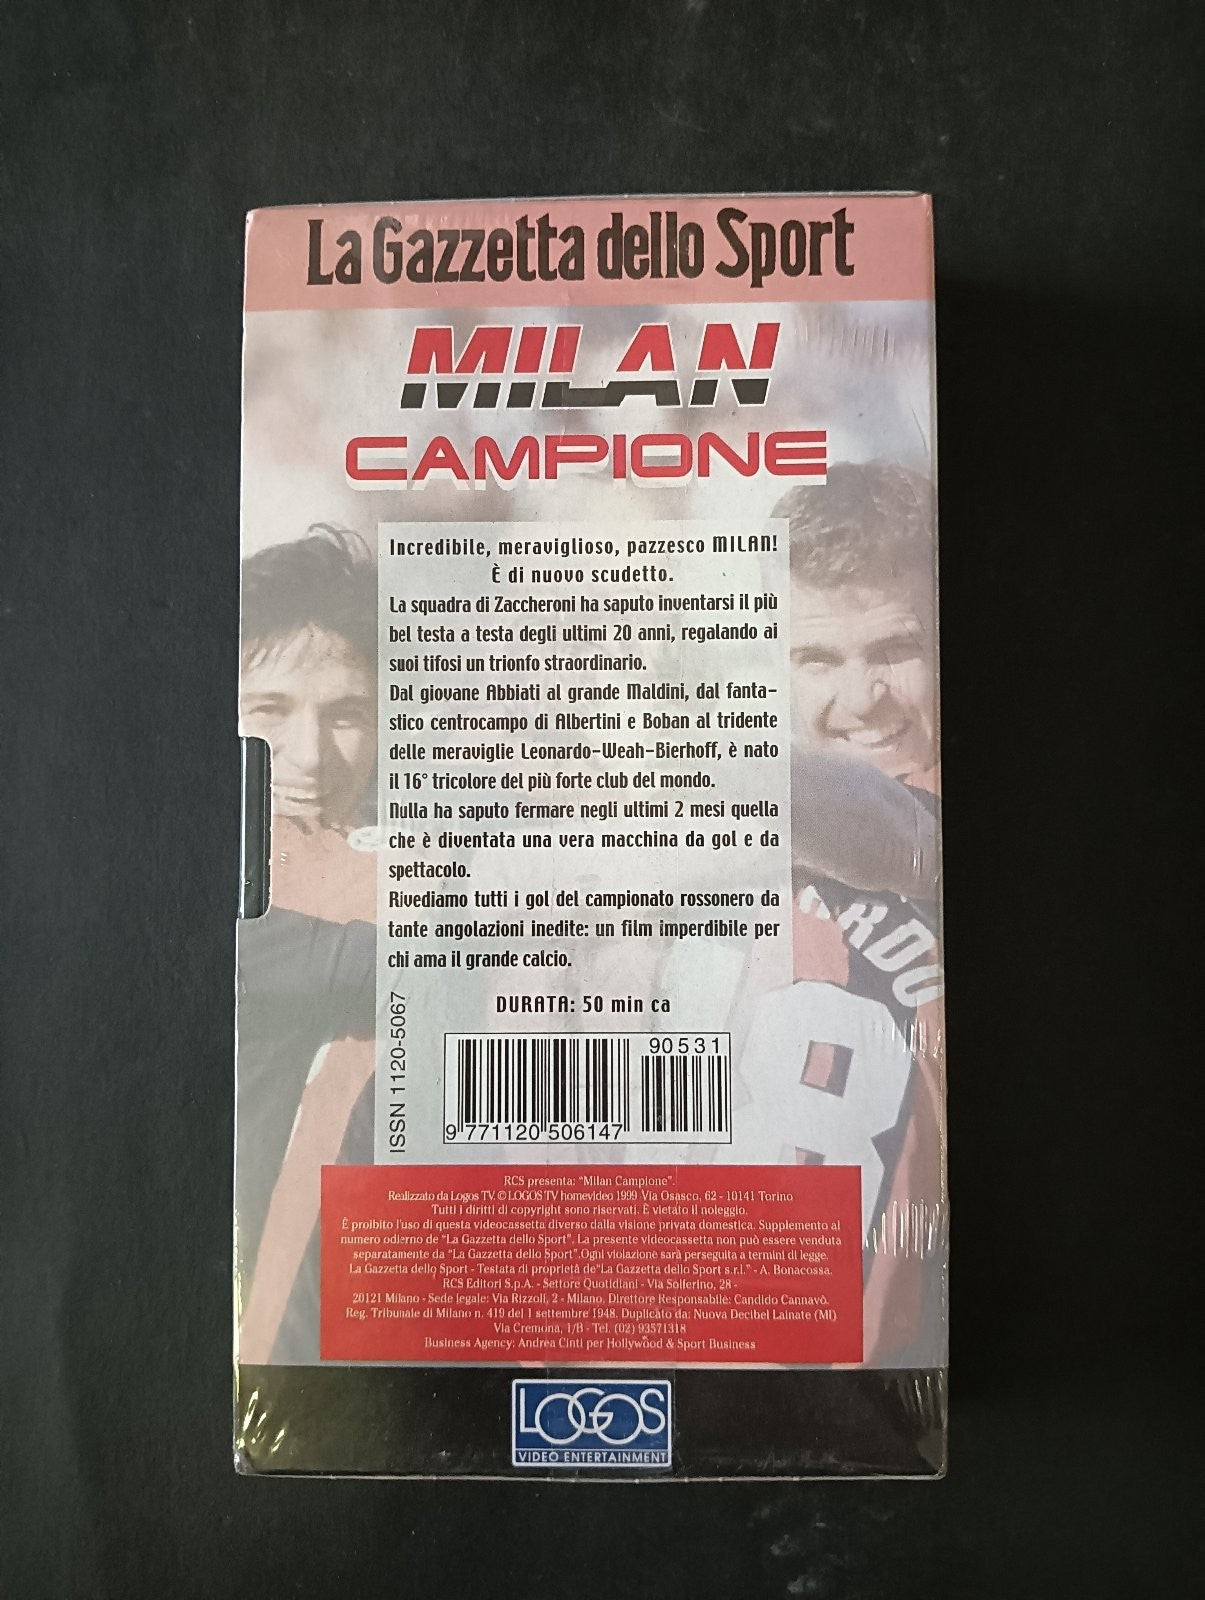 La Gazzetta dello Sport
MILAN
CAMPIONE
Incredibile, meraviglioso, pazzesco MILAN!
È di nuovo scudetto.
La squadra di Zaccheroni ha saputo inventarsi il più
bel testa a testa degli ultimi 20 anni, regalando ai
suoi tifosi un trionfo straordinario.
Dal giovane Abbiati al grande Maldini, dal fanta-
stico centrocampo di Albertini e Boban al tridente
delle meraviglie Leonardo-Weah-Bierhoff, è nato
il 16° tricolore del più forte club del mondo.
Nulla ha saputo fermare negli ultimi 2 mesi quella
che è diventata una vera macchina da gol e da
spettacolo.
Rivediamo tutti i gol del campionato rossonero da
tante angolazioni inedite: un film imperdibile per
chi ama il grande calcio.
ARDO
18
DURATA: 50 min ca
ISSN 1120-5067
90531
9 771120 506147
RCS presenta: "Milan Campione".
Realizzato da Logos TV. © LOGOS TV homevideo 1999 Via Osasco, 62 - 10141 Torino
Tutti i diritti di copyright sono riservati. È vietato il noleggio.
È proibito l'uso di questa videocassetta diverso dalla visione privata domestica. Supplemento al
numero odierno de "La Gazzetta dello Sport". La presente videocassetta non può essere venduta
separatamente da "La Gazzetta dello Sport".Ogni violazione sarà perseguita a termini di legge.
La Gazzetta dello Sport - Testata di proprietà de"La Gazzetta dello Sport s.r.l." - A. Bonacossa.
RCS Editori S.p.A. - Settore Quotidiani - Via Solferino, 28 -
20121 Milano - Sede legale: Via Rizzoli, 2 - Milano. Direttore Responsabile: Candido Cannavò.
Reg. Tribunale di Milano n. 419 del 1 settembre 1948. Duplicato da: Nuova Decibel Lainate (MI)
Via Cremona, 1/B - Tel. (02) 93571318
Business Agency: Andrea Cinti per Hollywood & Sport Business
LOGOS
VIDEO ENTERTAINMENT